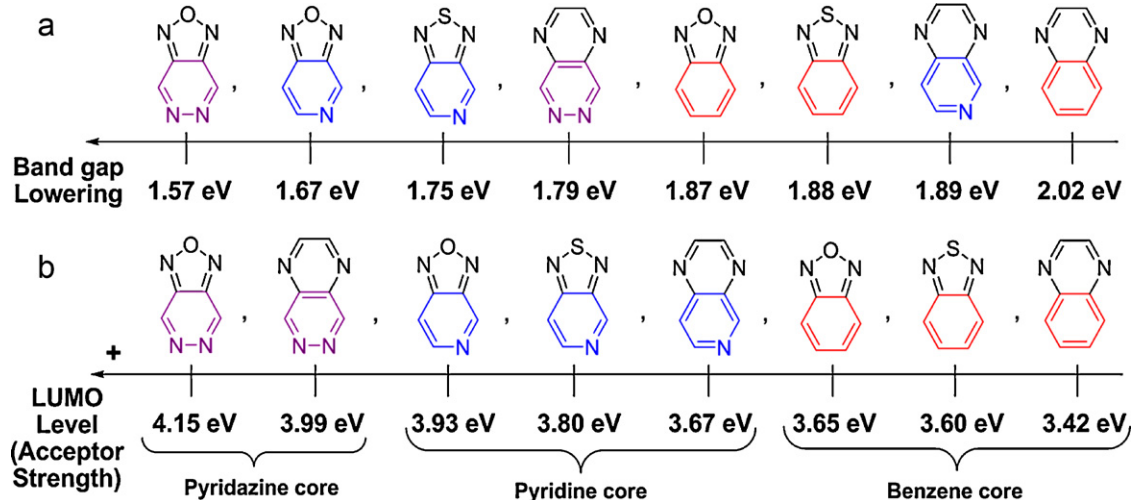 a
O S O S
N N N N N N N N N N N N N N N N
, , , , , , ,
N-N N N N-N N
Band gap
Lowering
1.57 eV 1.67 eV 1.75 eV 1.79 eV 1.87 eV 1.88 eV 1.89 eV 2.02 eV
b
O O S O S
N N N N N N N N N N N N N N N N
, , , , , , ,
N-N N-N N N N
+
LUMO
Level
(Acceptor
Strength)
4.15 eV 3.99 eV 3.93 eV 3.80 eV 3.67 eV 3.65 eV 3.60 eV 3.42 eV
Pyridazine core Pyridine core Benzene core